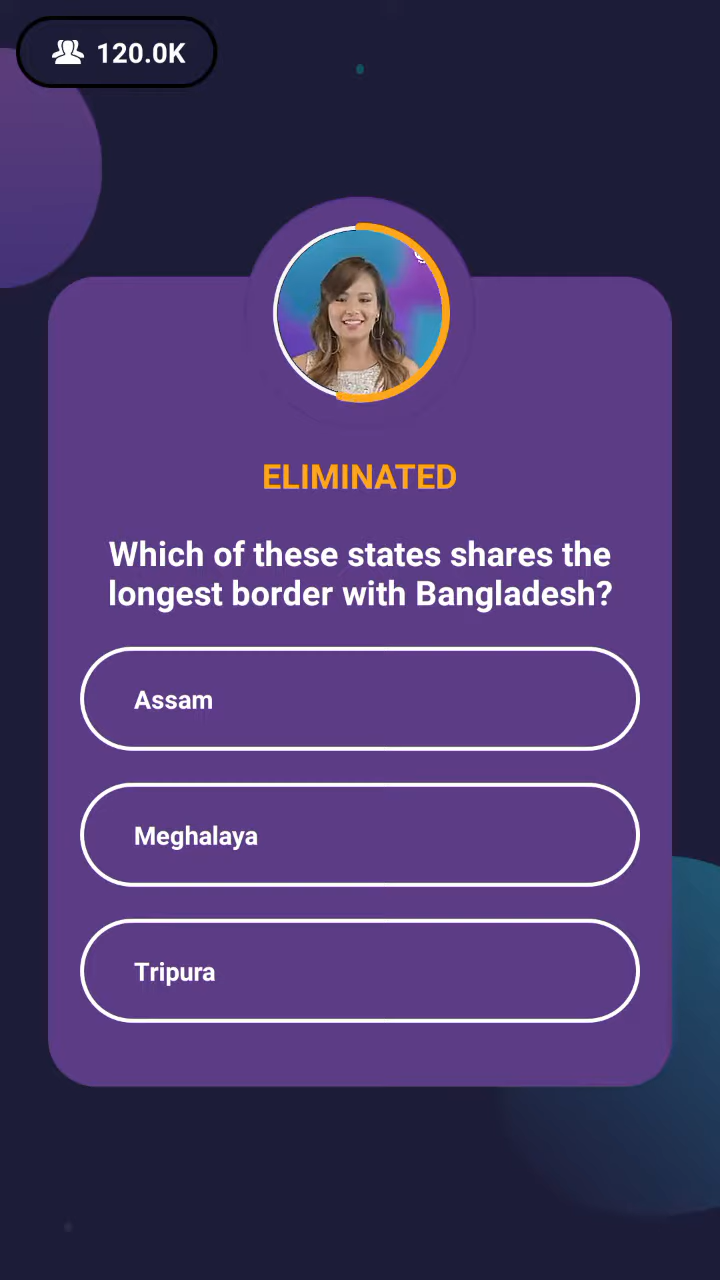 120.0K
ELIMINATED
Which of these states shares the
longest border with Bangladesh?
Assam
Meghalaya
Tripura